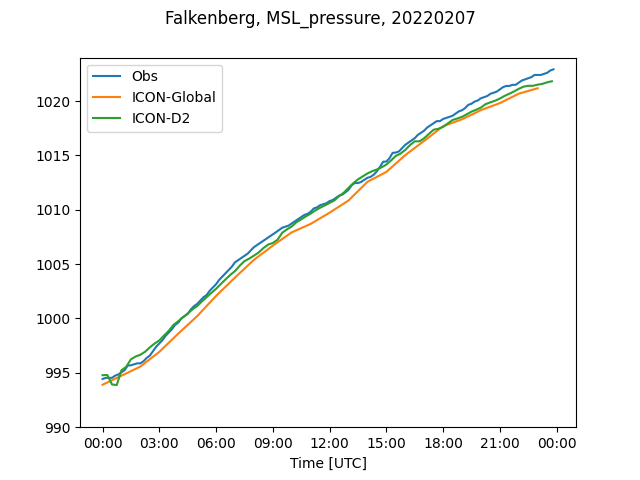 Falkenberg, MSL_pressure, 20220207
Obs
ICON-Global
ICON-D2
1020
1015
1010
1005
1000
995
990
00:00 03:00 06:00 09:00 12:00 15:00 18:00 21:00 00:00
Time [UTC]